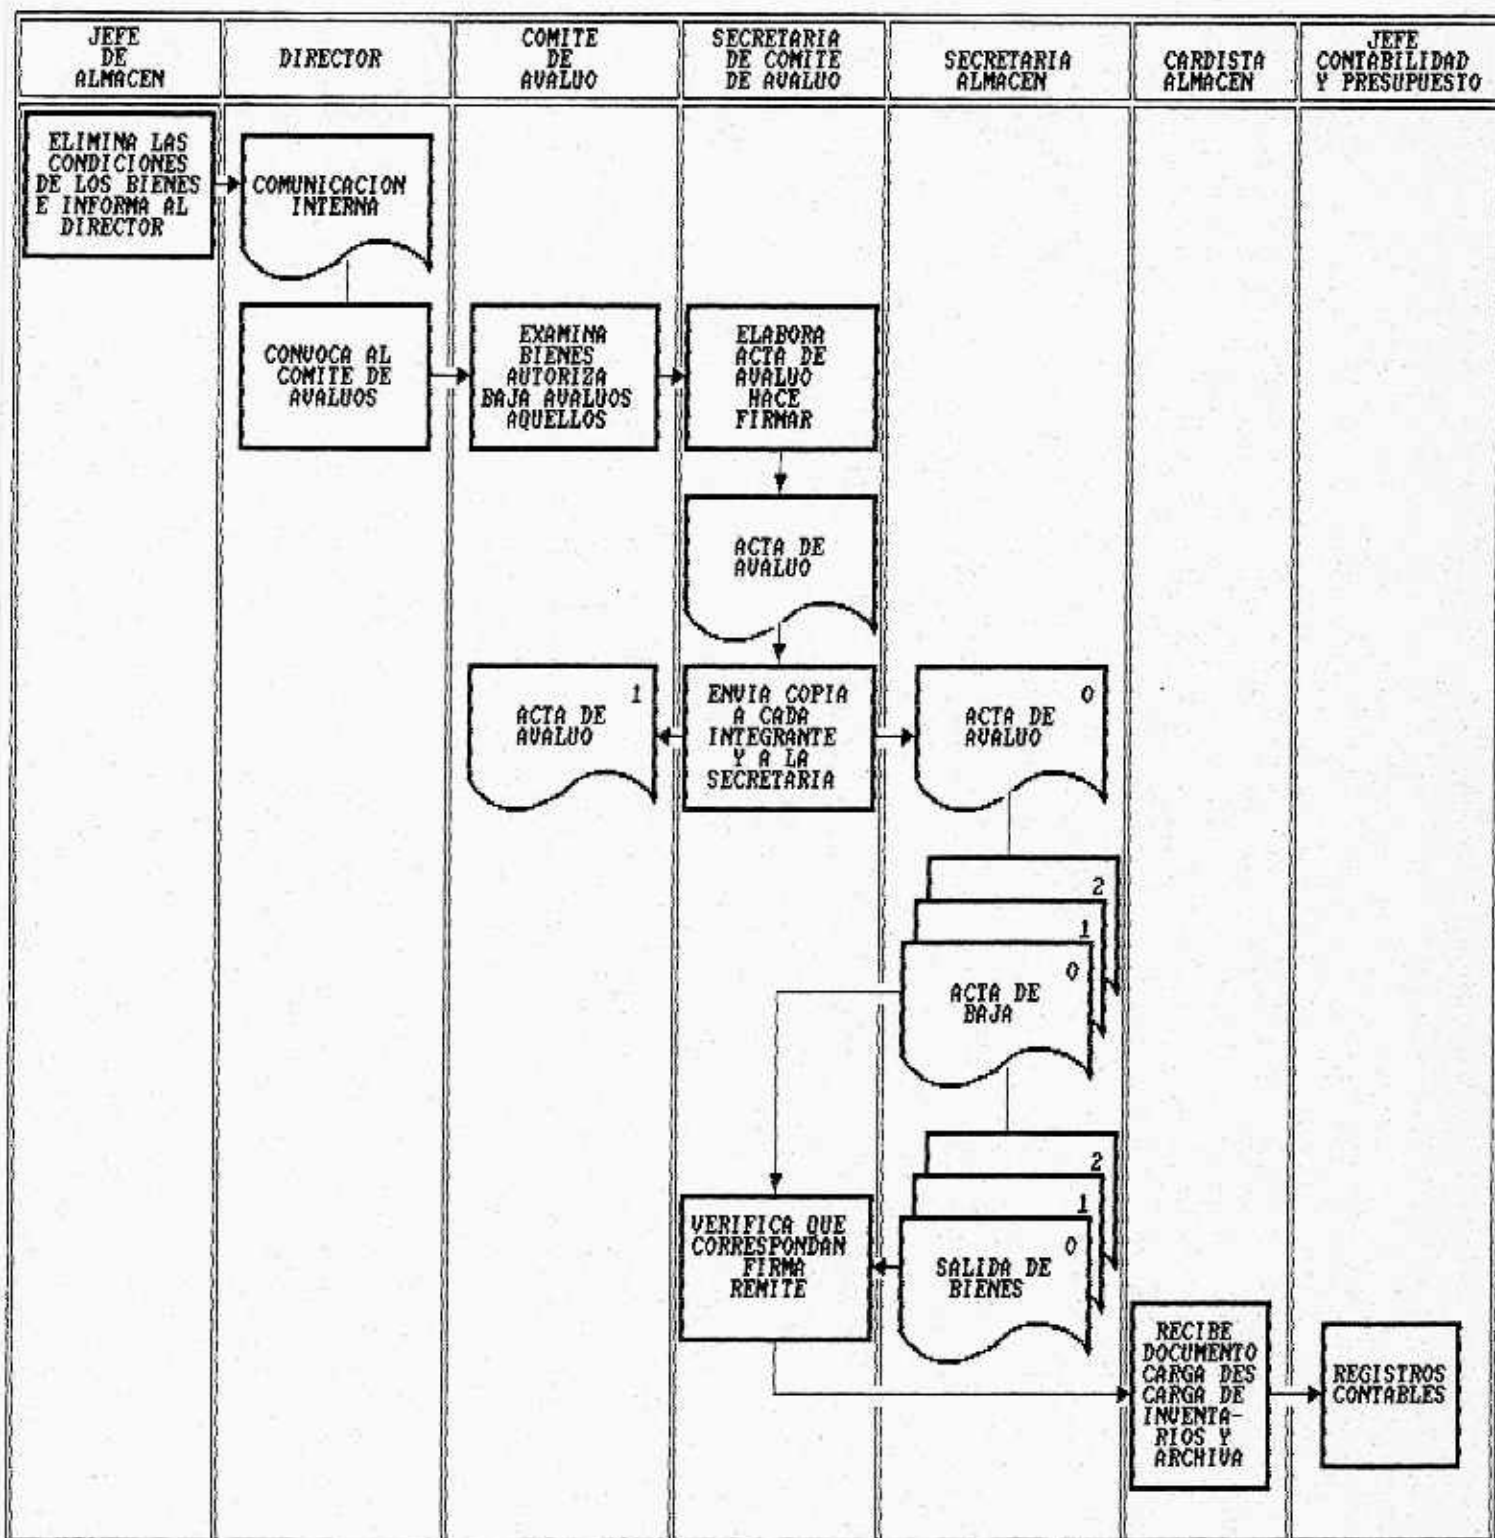 JEFE
DE
ALMACEN
DIRECTOR
COMITE
DE
AVALUO
SECRETARIA
DE COMITE
DE AVALUO
SECRETARIA
ALMACEN
CARDISTA
ALMACEN
JEFE
CONTABILIDAD
Y PRESUPUESTO
ELIMINA LAS
CONDICIONES
DE LOS BIENES
E INFORMA AL
DIRECTOR
COMUNICACION
INTERNA
CONVOCA AL
COMITE DE
AVALUOS
EXAMINA
BIENES
AUTORIZA
BAJA AVALUOS
AQUELLOS
ELABORA
ACTA DE
AVALUO
HACE
FIRMAR
ACTA DE
AVALUO
1
ACTA DE
AVALUO
ENVIA COPIA
A CADA
INTEGRANTE
Y A LA
SECRETARIA
0
ACTA DE
AVALUO
2
1
0
ACTA DE
BAJA
2
1
0
SALIDA DE
BIENES
VERIFICA QUE
CORRESPONDAN
FIRMA
REMITE
RECIBE
DOCUMENTO
CARGA DES
CARGA DE
INVENTA-
RIOS Y
ARCHIVA
REGISTROS
CONTABLES